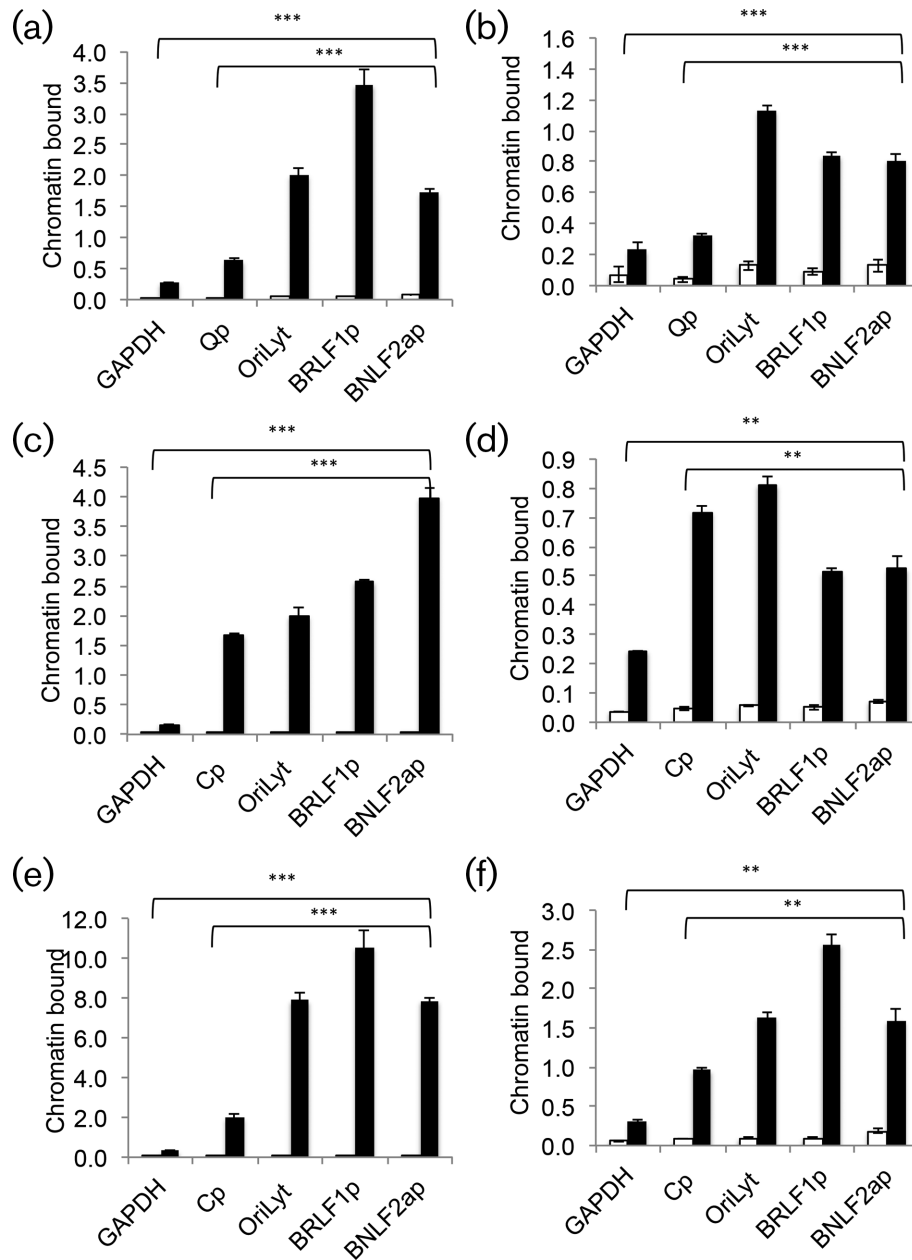 (a)
***
***
Chromatin bound
4.0
3.5
3.0
2.5
2.0
1.5
1.0
0.5
0.0
GAPDH
Qp
OriLyt
BRLF1p
BNLF2ap
(b)
***
***
Chromatin bound
1.6
1.4
1.2
1.0
0.8
0.6
0.4
0.2
0.0
GAPDH
Qp
OriLyt
BRLF1p
BNLF2ap
(c)
***
***
Chromatin bound
4.5
4.0
3.5
3.0
2.5
2.0
1.5
1.0
0.5
0.0
GAPDH
Cp
OriLyt
BRLF1p
BNLF2ap
(d)
**
**
Chromatin bound
0.9
0.8
0.7
0.6
0.5
0.4
0.3
0.2
0.1
0.0
GAPDH
Cp
OriLyt
BRLF1p
BNLF2ap
(e)
***
***
Chromatin bound
12.0
10.0
8.0
6.0
4.0
2.0
0.0
GAPDH
Cp
OriLyt
BRLF1p
BNLF2ap
(f)
**
**
Chromatin bound
3.0
2.5
2.0
1.5
1.0
0.5
0.0
GAPDH
Cp
OriLyt
BRLF1p
BNLF2ap